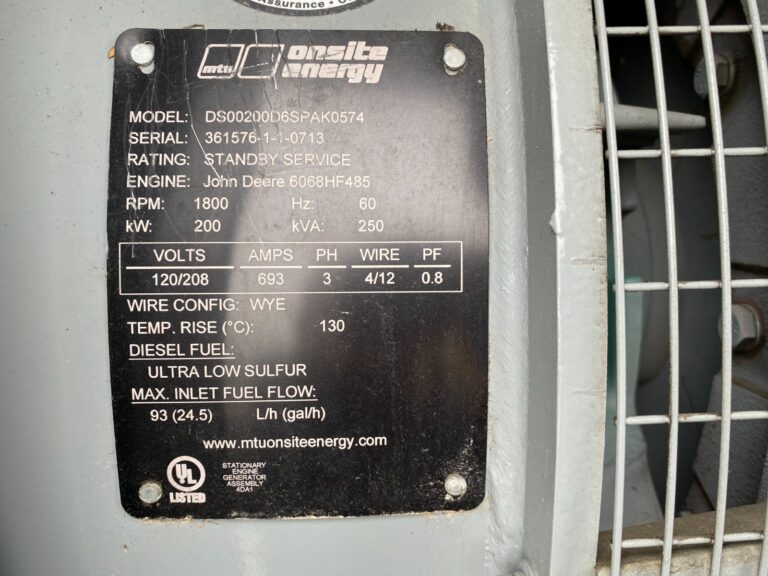 Assurance
mtu onsite
energy
MODEL: DS00200D6SPAK0574
SERIAL: 361576-1-1-0713
RATING: STANDBY SERVICE
ENGINE: John Deere 6068HF485
RPM: 1800 Hz: 60
kW: 200 kVA: 250
VOLTS AMPS PH WIRE PF
120/208 693 3 4/12 0.8
WIRE CONFIG: WYE
TEMP. RISE (°C): 130
DIESEL FUEL:
ULTRA LOW SULFUR
MAX. INLET FUEL FLOW:
93 (24.5) L/h (gal/h)
www.mtuonsiteenergy.com
UL
LISTED
STATIONARY
ENGINE
GENERATOR
ASSEMBLY
4DA1